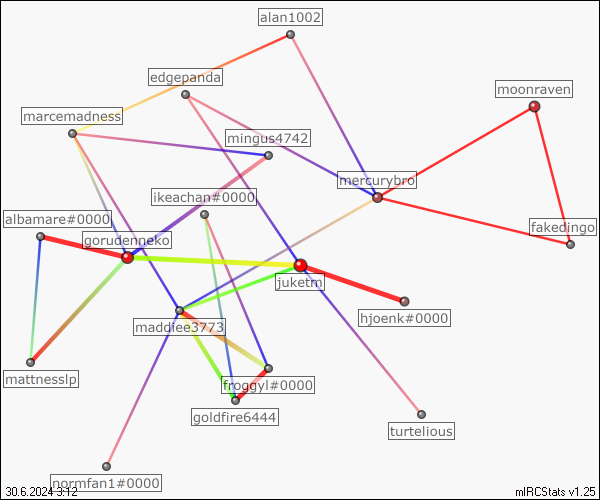 alan1002
edgepanda
moonraven
marcemadness
mingus4742
mercurybro
ikeachan#0000
albamare#0000
fakedingo
gorudenneko
juketm
hjoenk#0000
maddiee3773
mattnesslp
froggyl#0000
goldfire6444
turtelious
normfan1#0000
30.6.2024 3:12
mIRCStats v1.25